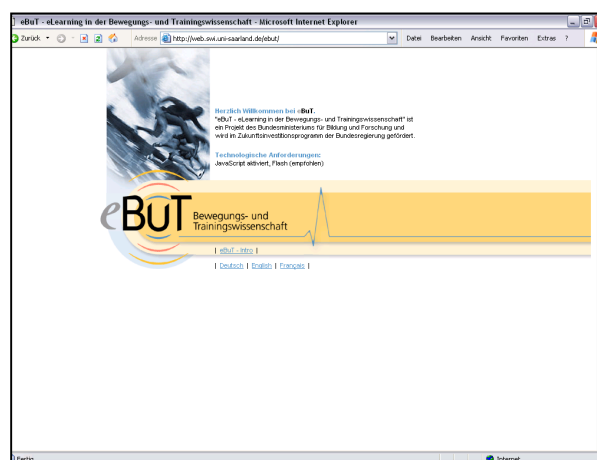 eBuT - eLearning in der Bewegungs- und Trainingswissenschaft - Microsoft Internet Explorer
Zurück Adresse http://web.swi.uni-saarland.de/ebut/ Datei Bearbeiten Ansicht Favoriten Extras ?
Herzlich Willkommen bei eBuT.
"eBuT - eLearning in der Bewegungs- und Trainingswissenschaft" ist
ein Projekt des Bundesministeriums für Bildung und Forschung und
wird im Zukunftsinvestitionsprogramm der Bundesregierung gefördert.
Technologische Anforderungen:
JavaScript aktiviert, Flash (empfohlen)
eBuT Bewegungs- und
Trainingswissenschaft
| eBuT - Intro |
| Deutsch | English | Français |
Fertig Internet